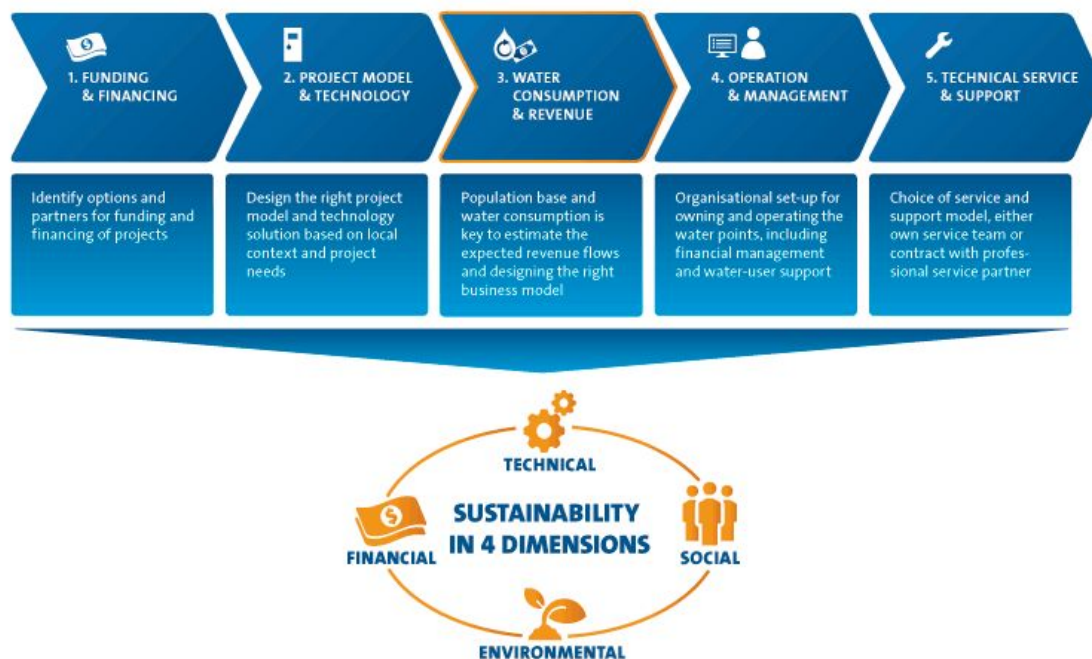 1. FUNDING
& FINANCING
2. PROJECT MODEL
& TECHNOLOGY
3. WATER
CONSUMPTION
& REVENUE
4. OPERATION
& MANAGEMENT
5. TECHNICAL SERVICE
& SUPPORT
Identify options and
partners for funding and
financing of projects
Design the right project
model and technology
solution based on local
context and project
needs
Population base and
water consumption is
key to estimate the
expected revenue flows
and designing the right
business model
Organisational set-up for
owning and operating the
water points, including
financial management
and water-user support
Choice of service and
support model, either
own service team or
contract with profes-
sional service partner
TECHNICAL
SUSTAINABILITY
IN 4 DIMENSIONS
FINANCIAL
SOCIAL
ENVIRONMENTAL